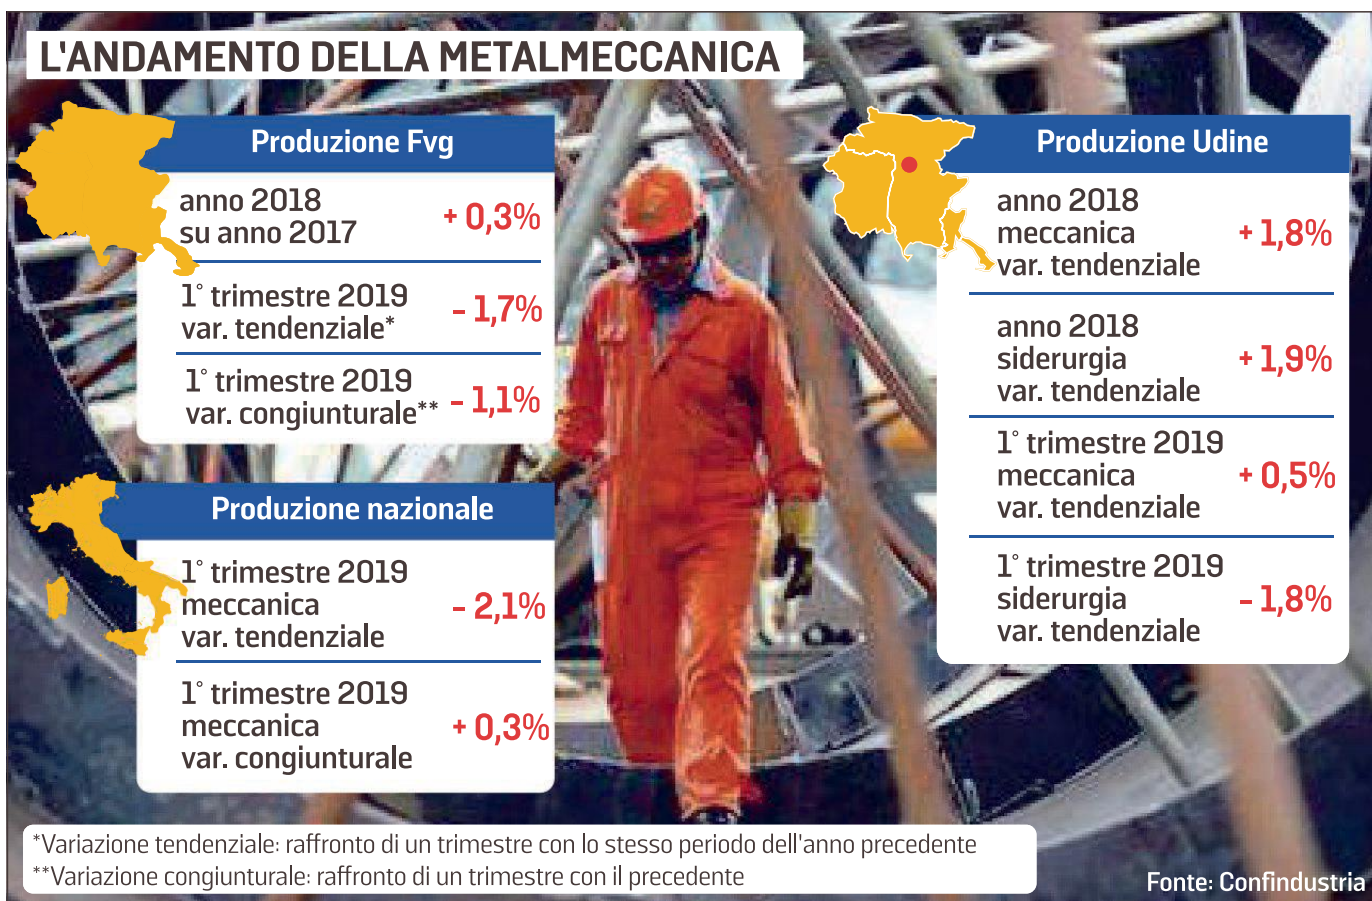 L'ANDAMENTO DELLA METALMECCANICA
Produzione Fvg
anno 2018
su anno 2017
+ 0,3%
1° trimestre 2019
var. tendenziale*
- 1,7%
1° trimestre 2019
var. congiunturale**
- 1,1%
Produzione nazionale
1° trimestre 2019
meccanica
var. tendenziale
- 2,1%
1° trimestre 2019
meccanica
var. congiunturale
+ 0,3%
Produzione Udine
anno 2018
meccanica
var. tendenziale
+ 1,8%
anno 2018
siderurgia
var. tendenziale
+ 1,9%
1° trimestre 2019
meccanica
var. tendenziale
+ 0,5%
1° trimestre 2019
siderurgia
var. tendenziale
- 1,8%
*Variazione tendenziale: raffronto di un trimestre con lo stesso periodo dell'anno precedente
**Variazione congiunturale: raffronto di un trimestre con il precedente
Fonte: Confindustria